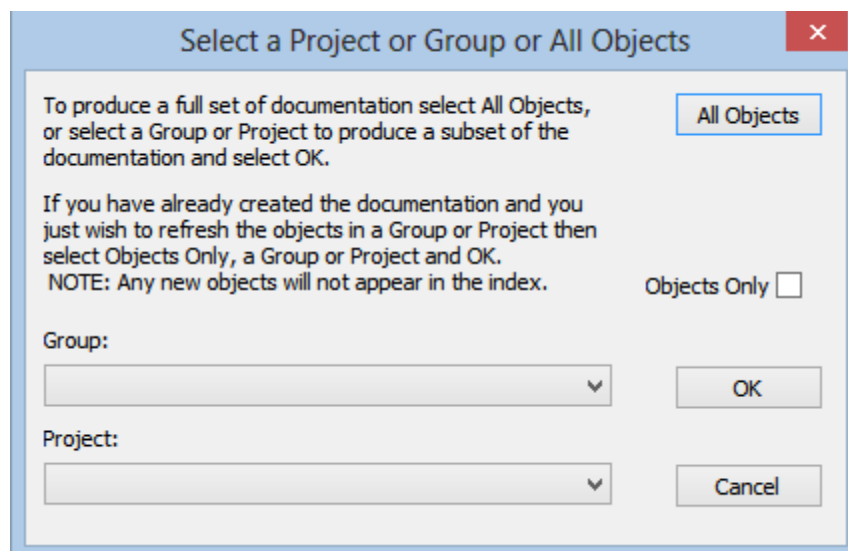 Select a Project or Group or All Objects
To produce a full set of documentation select All Objects,
or select a Group or Project to produce a subset of the
documentation and select OK.
All Objects
If you have already created the documentation and you
just wish to refresh the objects in a Group or Project then
select Objects Only, a Group or Project and OK.
NOTE: Any new objects will not appear in the index.
Objects Only
Group:
OK
Project:
Cancel